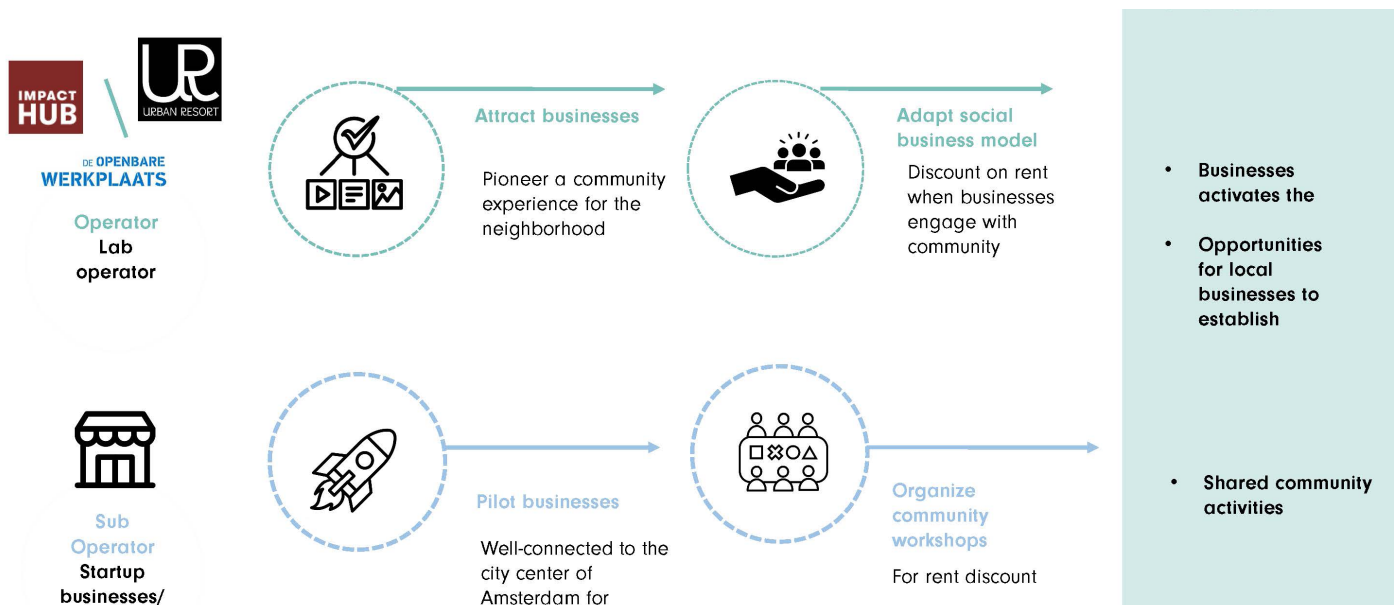 IMPACT
HUB
UR
URBAN RESORT
DE OPENBARE
WERKPLAATS
Operator
Lab
operator
Attract businesses
Pioneer a community
experience for the
neighborhood
Adapt social
business model
Discount on rent
when businesses
engage with
community
• Businesses
activates the
• Opportunities
for local
businesses to
establish
Sub
Operator
Startup
businesses/
Pilot businesses
Well-connected to the
city center of
Amsterdam for
Organize
community
workshops
For rent discount
• Shared community
activities